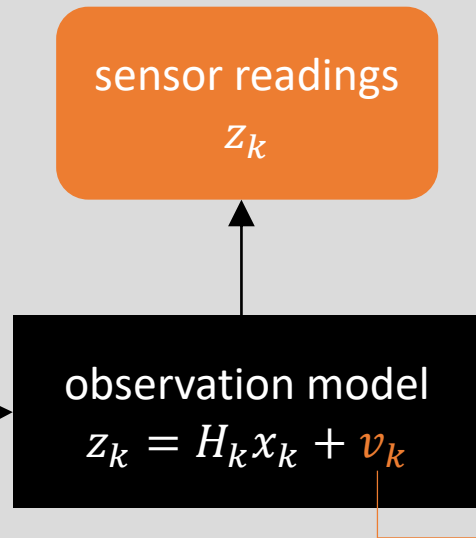 sensor readings
z_k
observation model
z_k = H_k x_k + v_k